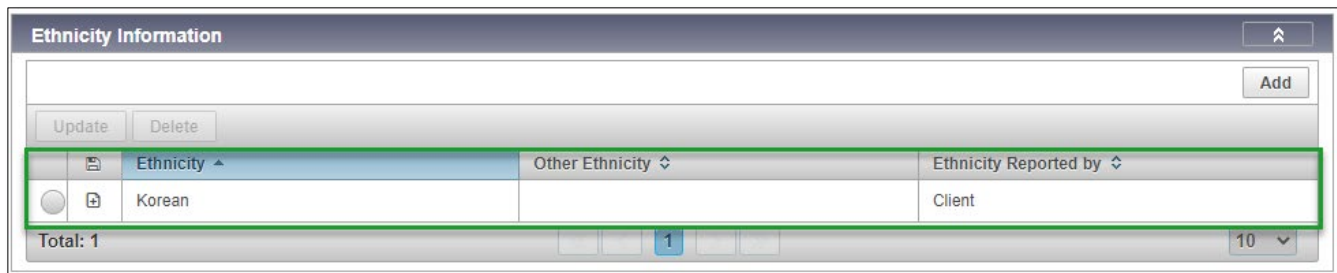 Ethnicity Information
Add
Update Delete
Ethnicity Other Ethnicity Ethnicity Reported by
Korean Client
Total: 1 1 10